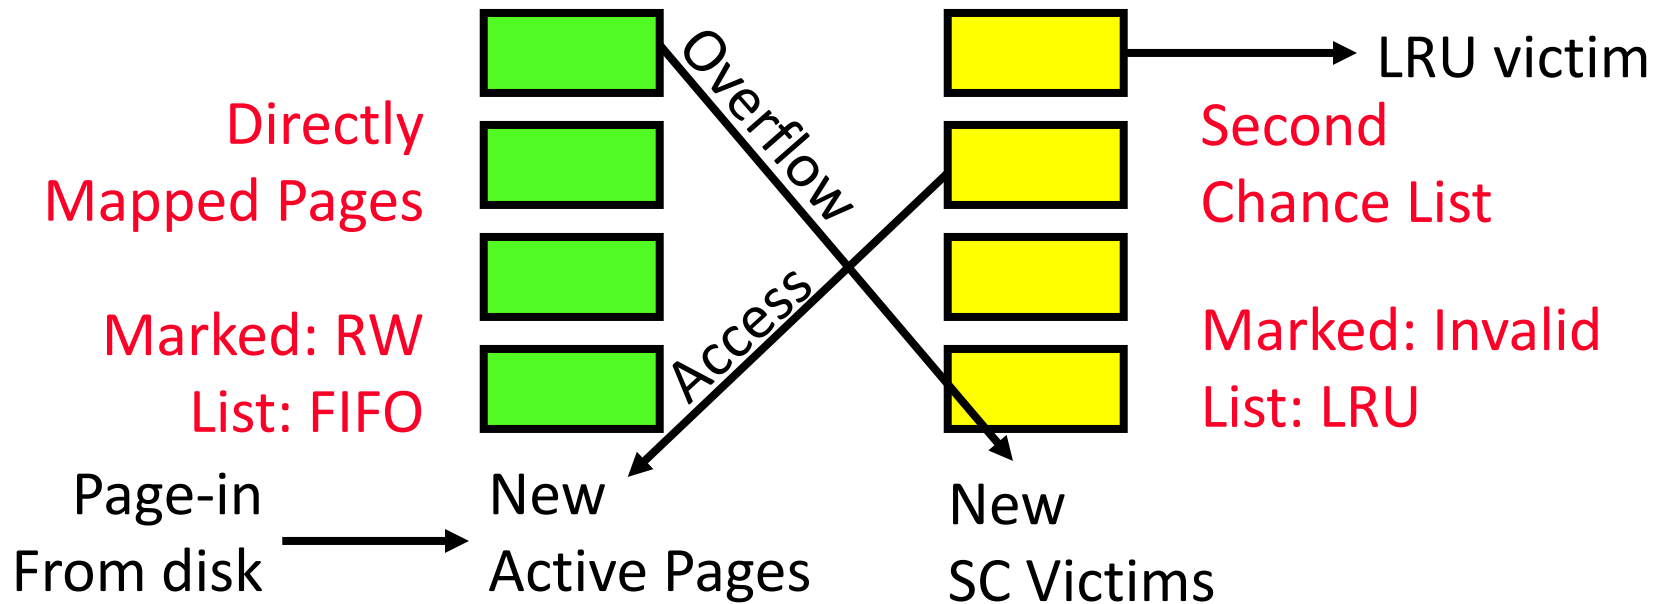 Directly
Mapped Pages
Marked: RW
List: FIFO
Page-in
From disk
Overflow
Access
New
Active Pages
New
SC Victims
LRU victim
Second
Chance List
Marked: Invalid
List: LRU